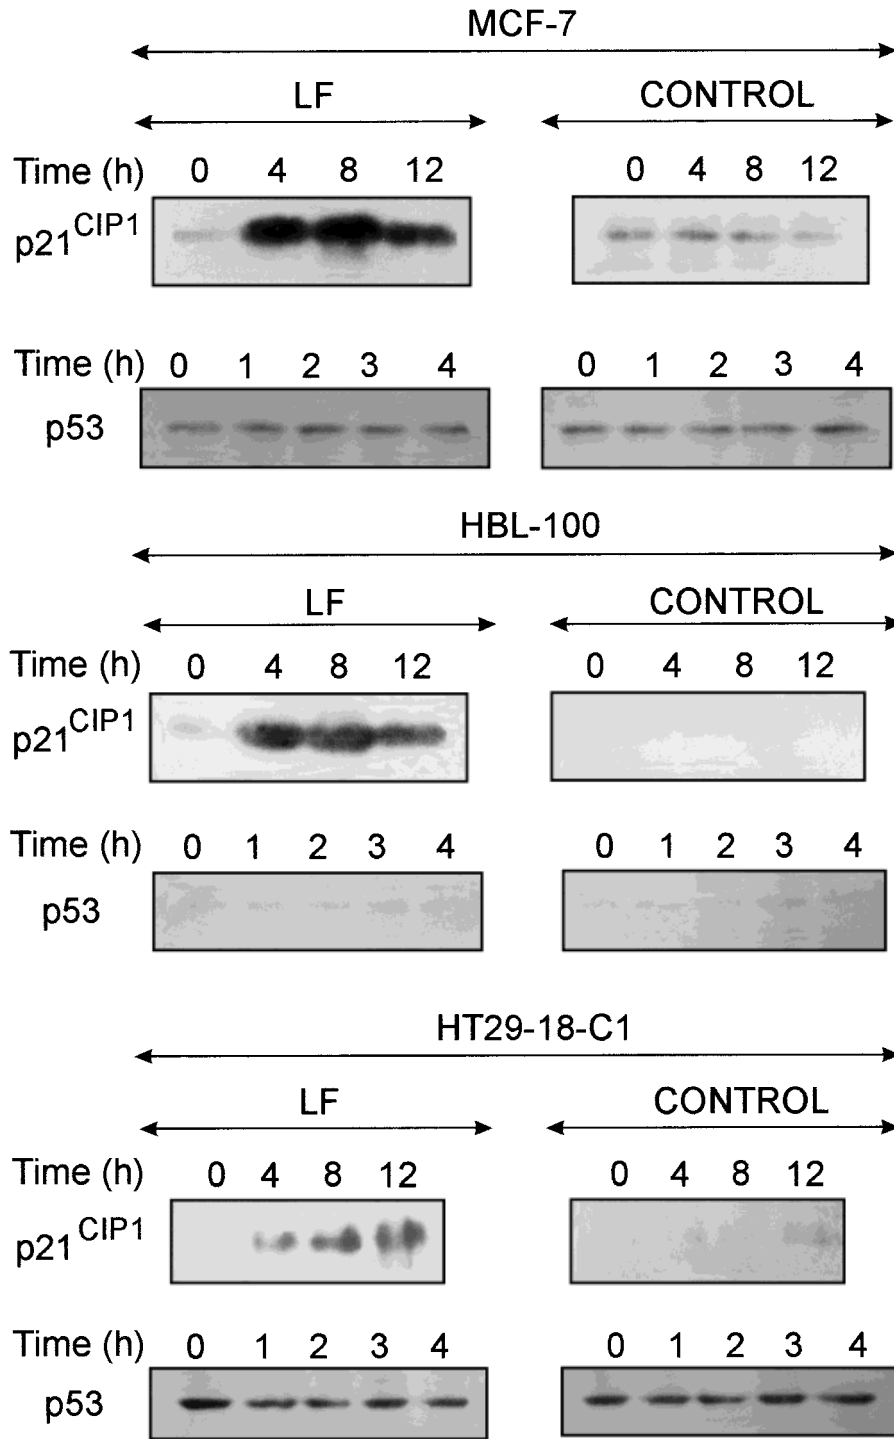 MCF-7
LF CONTROL
Time (h) 0 4 8 12 0 4 8 12
p21CIP1
Time (h) 0 1 2 3 4 0 1 2 3 4
p53
HBL-100
LF CONTROL
Time (h) 0 4 8 12 0 4 8 12
p21CIP1
Time (h) 0 1 2 3 4 0 1 2 3 4
p53
HT29-18-C1
LF CONTROL
Time (h) 0 4 8 12 0 4 8 12
p21CIP1
Time (h) 0 1 2 3 4 0 1 2 3 4
p53